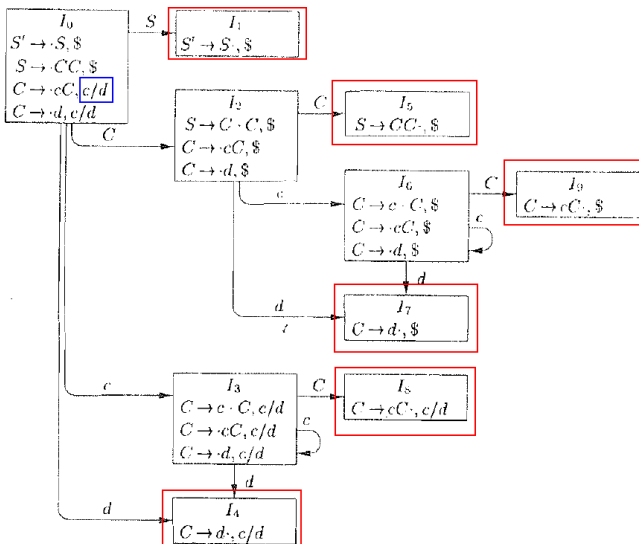 I₀
S' → ·S, $
S → ·CC, $
C → ·cC, c/d
C → ·d, c/d
S
I₁
S' → S·, $
C
I₂
S → C · C, $
C → ·cC, $
C → ·d, $
C
I₅
S → CC·, $
c
I₆
C → c · C, $
C → ·cC, $
C → ·d, $
C
I₉
C → cC·, $
c
d
d
I₇
C → d·, $
c
I₃
C → c · C, c/d
C → ·cC, c/d
C → ·d, c/d
C
I₈
C → cC·, c/d
c
d
d
I₄
C → d·, c/d